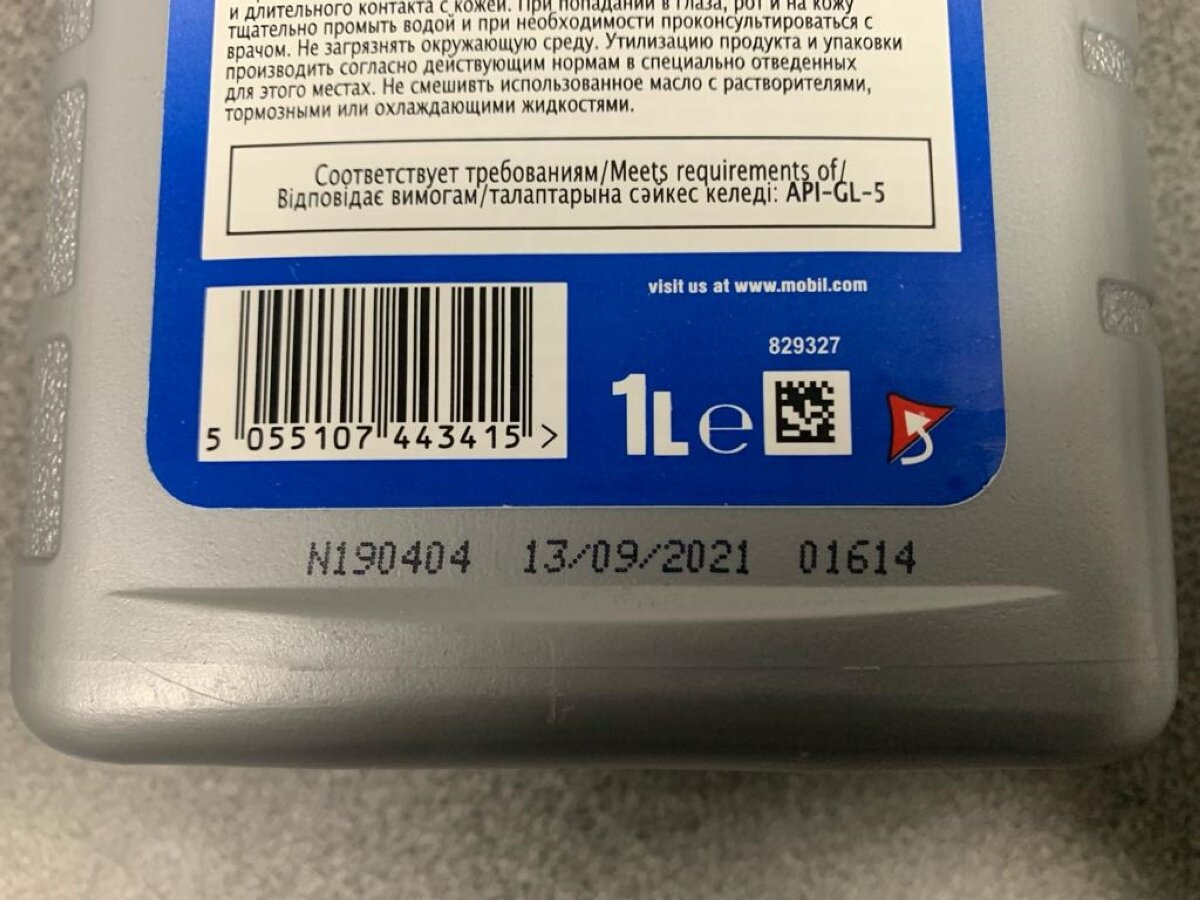 и длительного контакта с кожей. При попадании в глаза, рот и на кожу
тщательно промыть водой и при необходимости проконсультироваться с
врачом. Не загрязнять окружающую среду. Утилизацию продукта и упаковки
производить согласно действующим нормам в специально отведенных
для этого местах. Не смешивть использованное масло с растворителями,
тормозными или охлаждающими жидкостями.
Соответствует требованиям/Meets requirements of/
Відповідає вимогам/талаптарына сәйкес келеді: API-GL-5
visit us at www.mobil.com
829327
1L e
5 055107 443415 >
N190404 13/09/2021 01614